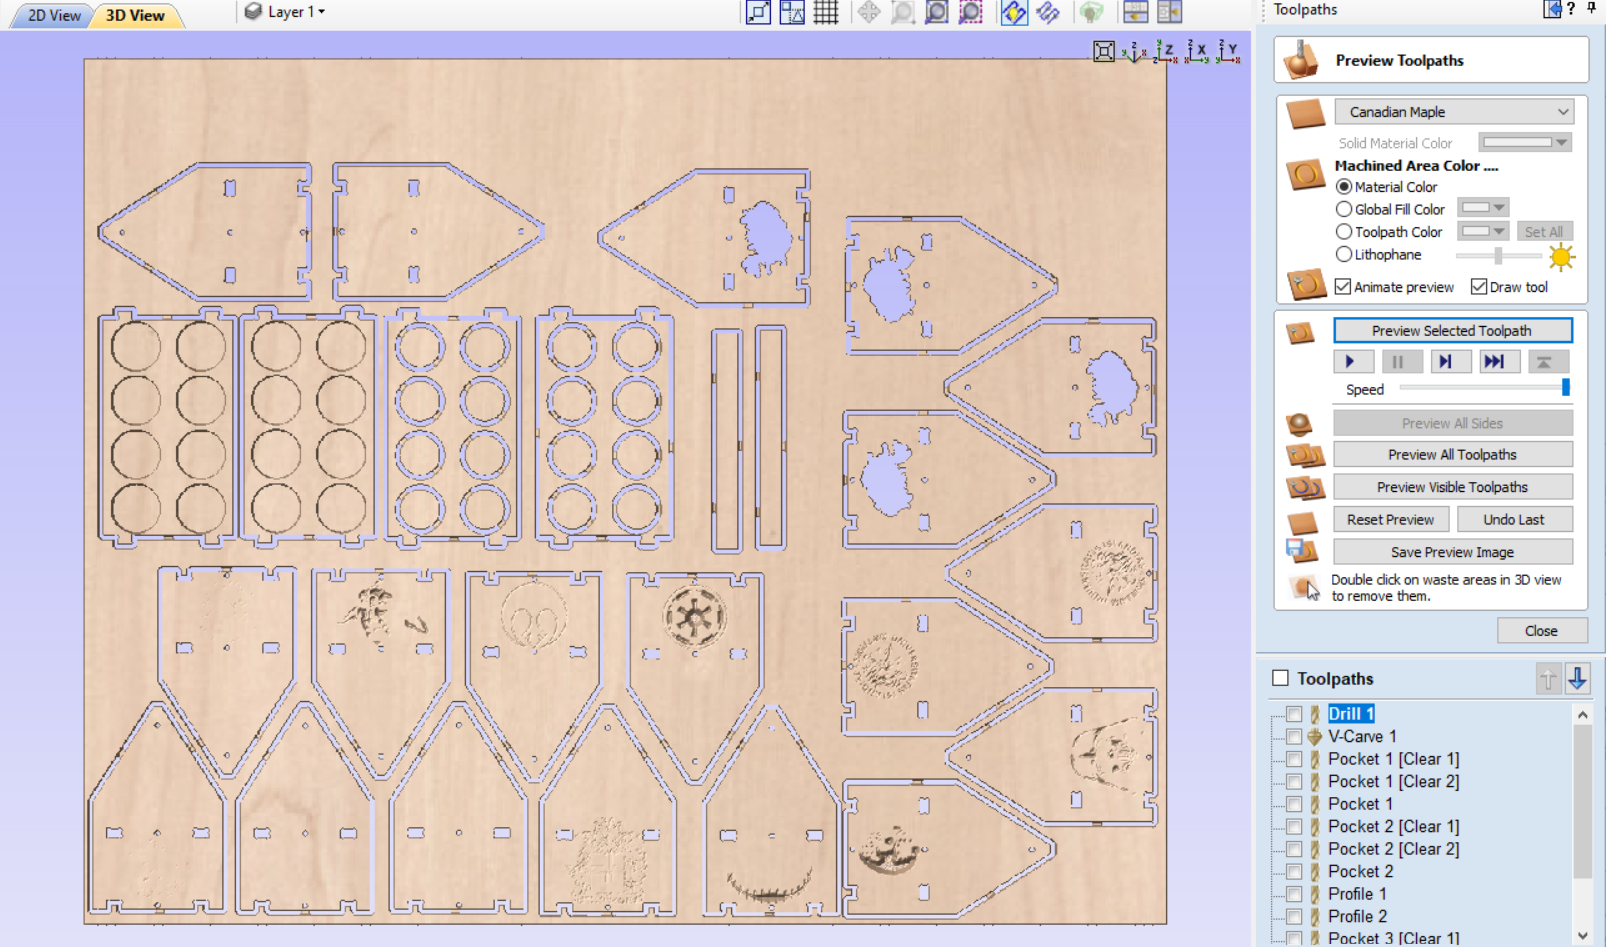 2D View
3D View
Layer 1
Toolpaths
?
Z
X
Y
Preview Toolpaths
Canadian Maple
Solid Material Color
Machined Area Color ....
Material Color
Global Fill Color
Toolpath Color
Set All
Lithophane
Animate preview
Draw tool
Preview Selected Toolpath
Speed
Preview All Sides
Preview All Toolpaths
Preview Visible Toolpaths
Reset Preview
Undo Last
Save Preview Image
Double click on waste areas in 3D view
to remove them.
Close
Toolpaths
Drill 1
V-Carve 1
Pocket 1 [Clear 1]
Pocket 1 [Clear 2]
Pocket 1
Pocket 2 [Clear 1]
Pocket 2 [Clear 2]
Pocket 2
Profile 1
Profile 2
Pocket 3 [Clear 1]